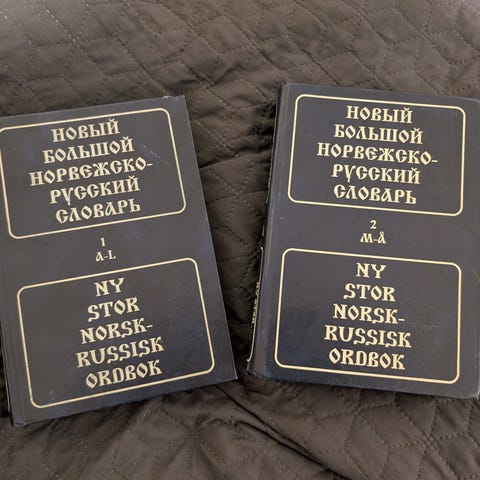 НОВЫЙ
БОЛЬШОЙ
НОРВЕЖСКО-
РУССКИЙ
СЛОВАРЬ
1
A-L
NY
STOR
NORSK-
RUSSISK
ORDBOK
НОВЫЙ
БОЛЬШОЙ
НОРВЕЖСКО-
РУССКИЙ
СЛОВАРЬ
2
M-Å
NY
STOR
NORSK-
RUSSISK
ORDBOK